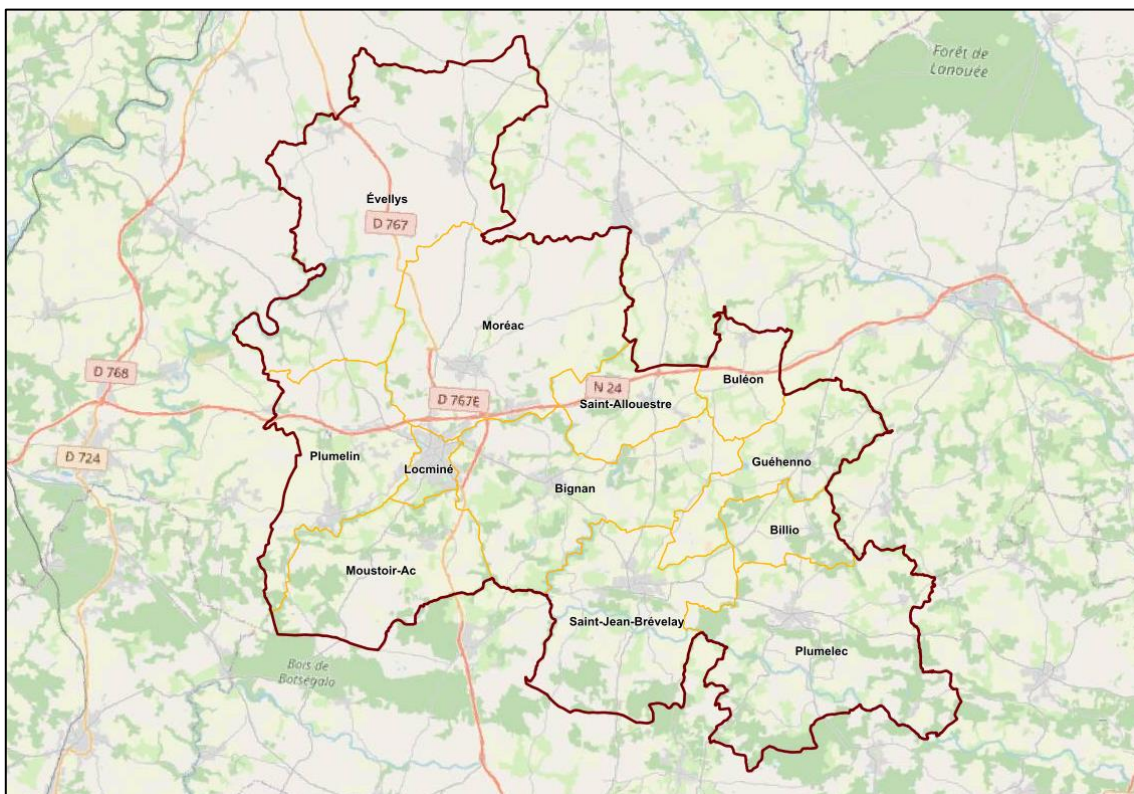 Forêt de
Lanouée
Évellys
D 767
Moréac
D 768
Buléon
N 24
D 767E
Saint-Allouestre
Plumelin
D 724
Locminé
Guéhenno
Bignan
Billio
Moustoir-Ac
Saint-Jean-Brévelay
Plumelec
Bois de
Botségalo